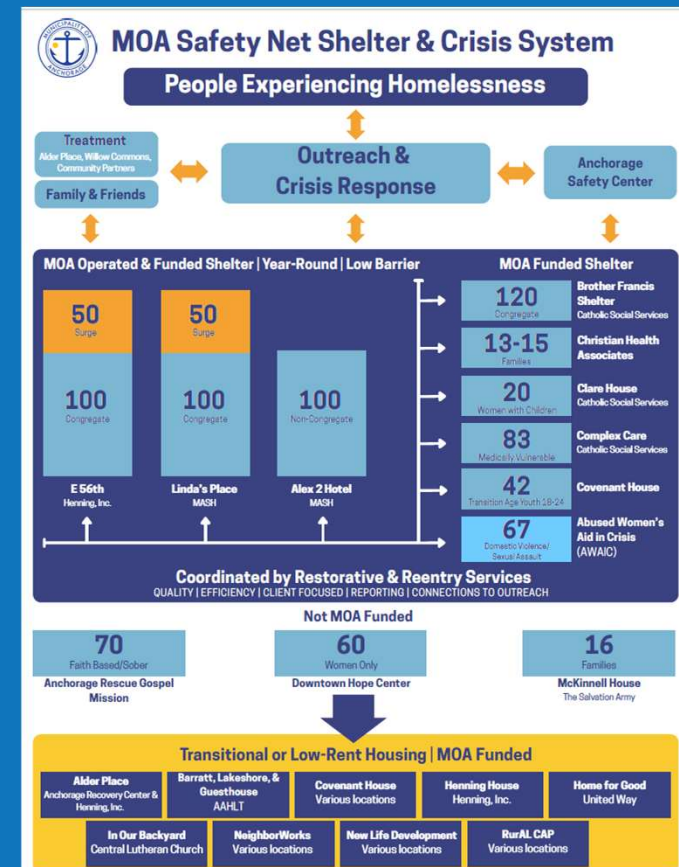 MUNICIPALITY OF
ANCHORAGE
MOA Safety Net Shelter & Crisis System
People Experiencing Homelessness
Treatment
Alder Place, Willow Commons,
Community Partners
Family & Friends
Outreach &
Crisis Response
Anchorage
Safety Center
MOA Operated & Funded Shelter | Year-Round | Low Barrier
50
Surge
100
Congregate
E 56th
Henning, Inc.
50
Surge
100
Congregate
Linda's Place
MASH
100
Non-Congregate
Alex 2 Hotel
MASH
MOA Funded Shelter
120
Congregate
Brother Francis
Shelter
Catholic Social Services
13-15
Families
Christian Health
Associates
20
Women with Children
Clare House
Catholic Social Services
83
Medically Vulnerable
Complex Care
Catholic Social Services
42
Transition Age Youth 18-24
Covenant House
67
Domestic Violence/
Sexual Assault
Abused Women's
Aid in Crisis
(AWAIC)
Coordinated by Restorative & Reentry Services
QUALITY | EFFICIENCY | CLIENT FOCUSED | REPORTING | CONNECTIONS TO OUTREACH
Not MOA Funded
70
Faith Based/Sober
Anchorage Rescue Gospel
Mission
60
Women Only
Downtown Hope Center
16
Families
McKinnell House
The Salvation Army
Transitional or Low-Rent Housing | MOA Funded
Alder Place
Anchorage Recovery Center &
Henning, Inc.
Barratt, Lakeshore, &
Guesthouse
AAHLT
Covenant House
Various locations
Henning House
Henning, Inc.
Home for Good
United Way
In Our Backyard
Central Lutheran Church
NeighborWorks
Various locations
New Life Development
Various locations
RurAL CAP
Various locations